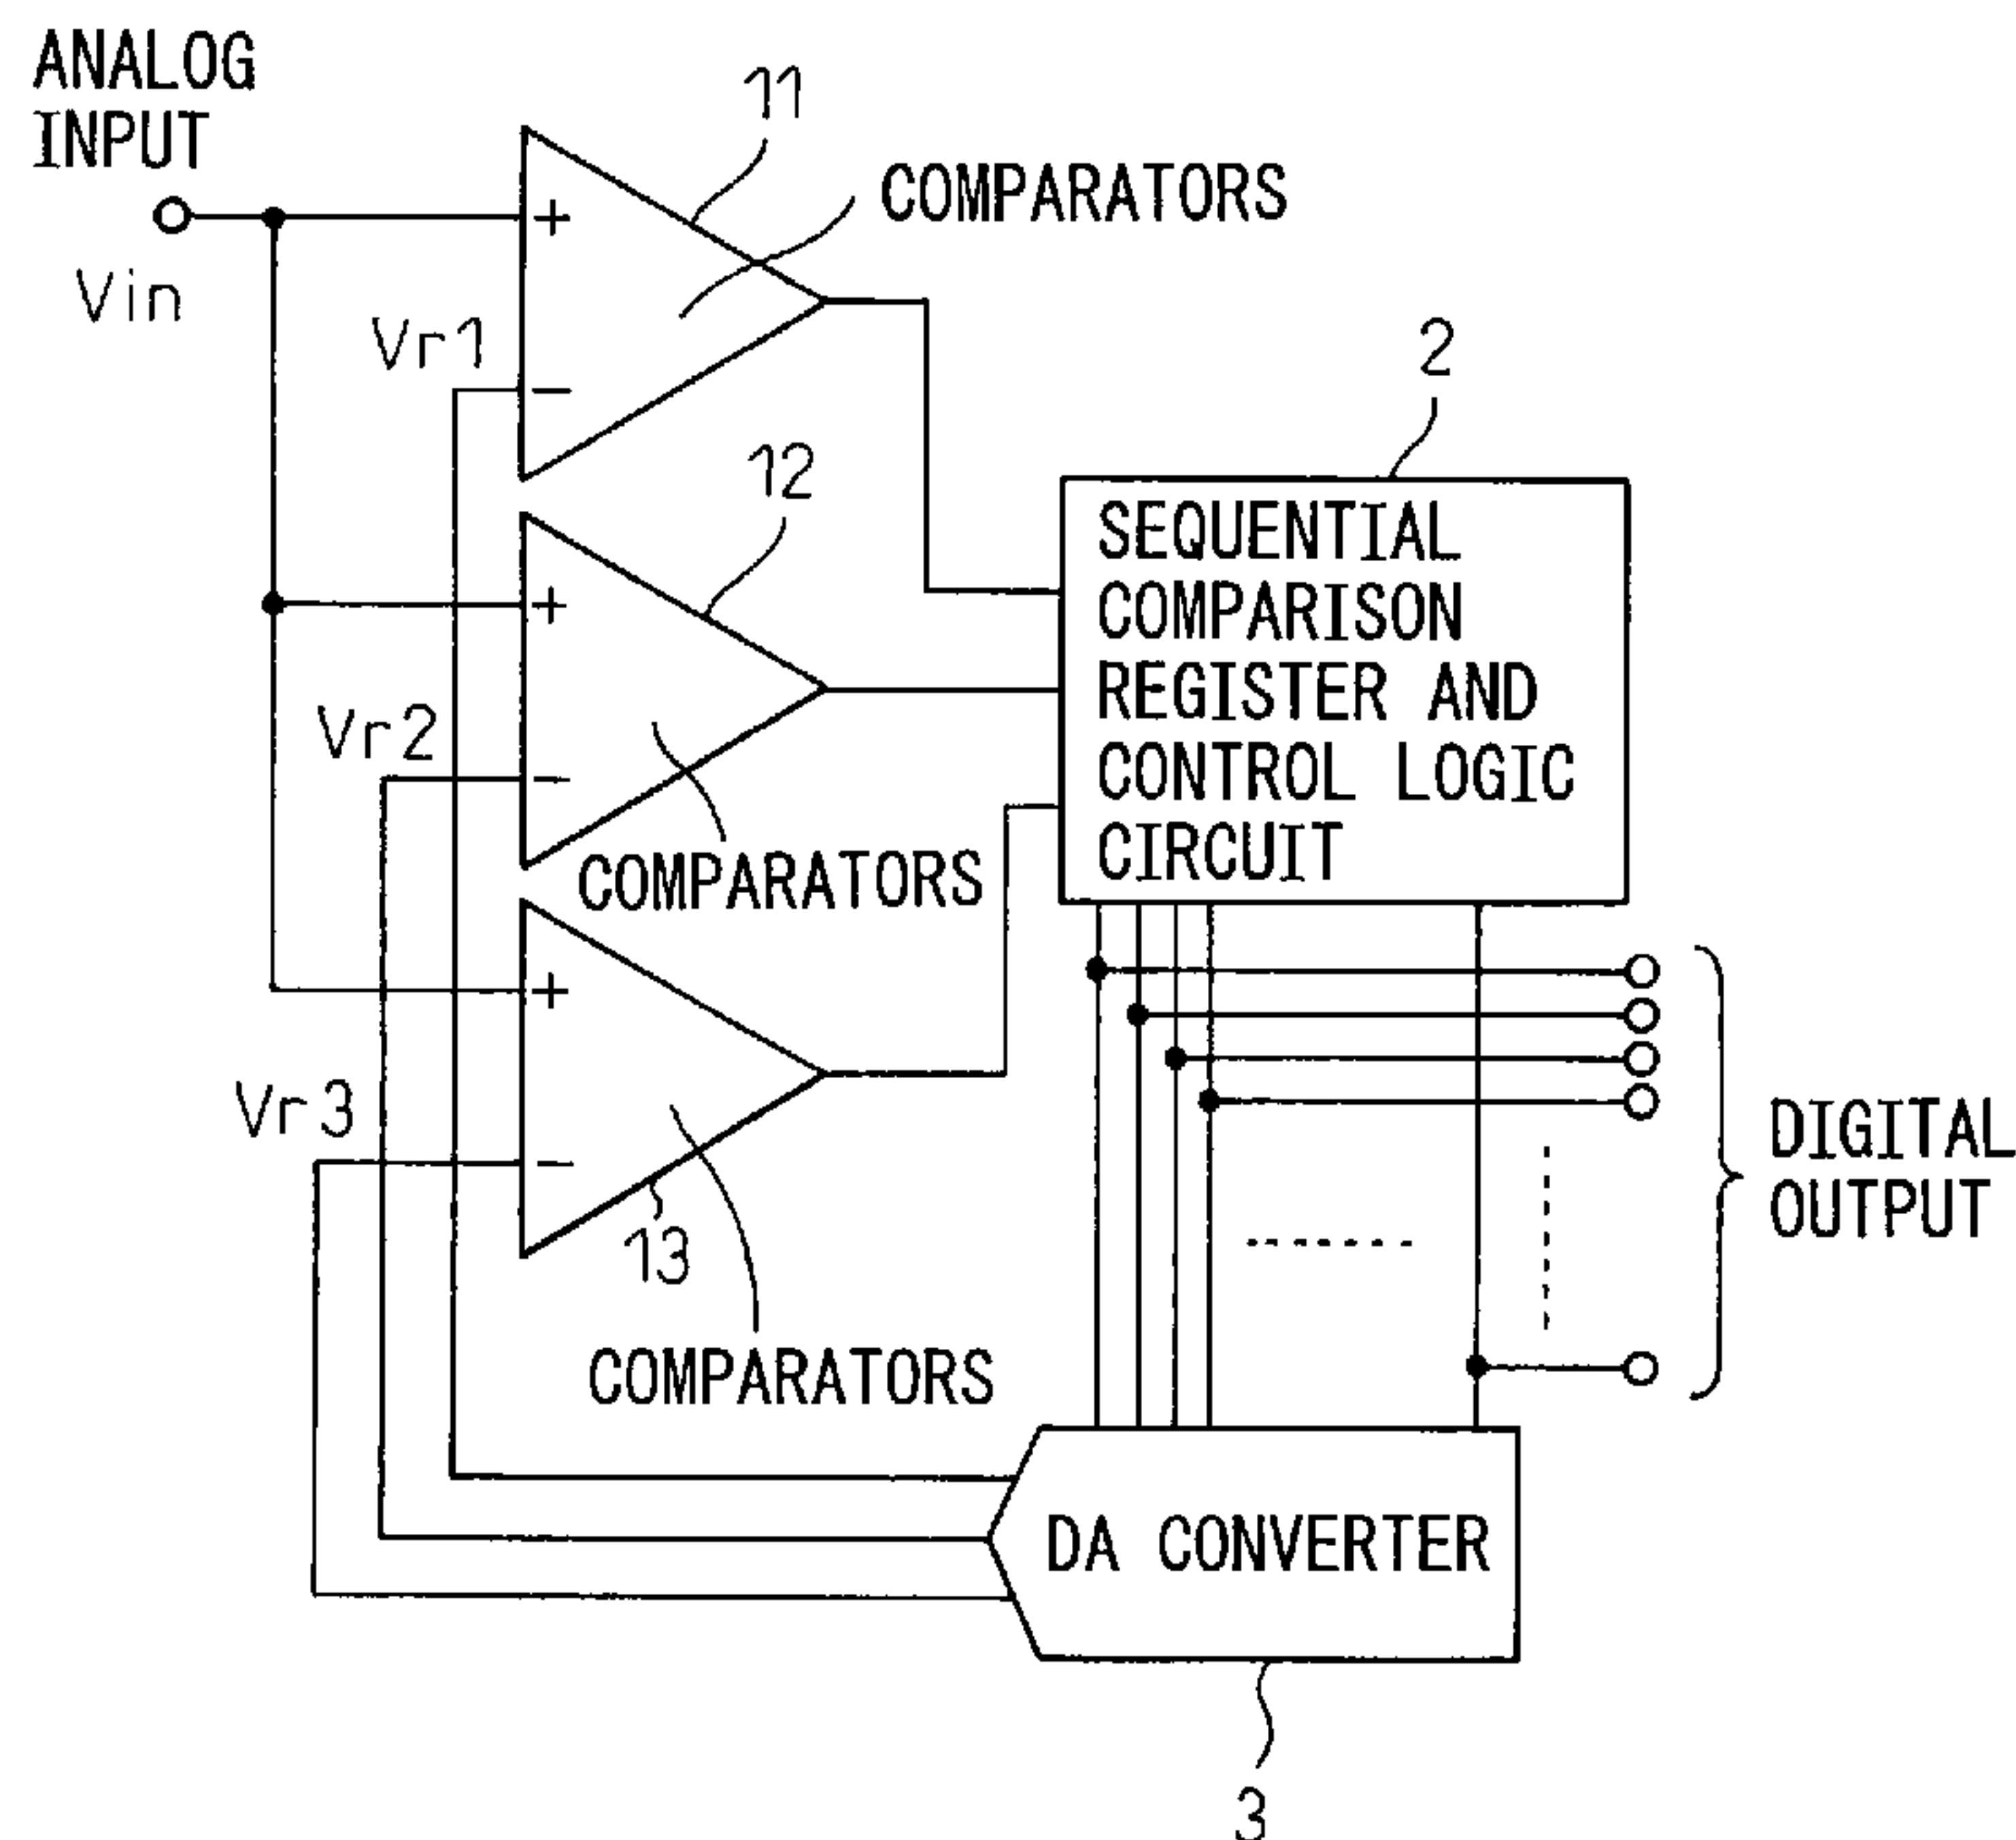 ANALOG
INPUT
Vin
11
COMPARATORS
+
Vr1
−
12
+
Vr2
−
COMPARATORS
2
SEQUENTIAL
COMPARISON
REGISTER AND
CONTROL LOGIC
CIRCUIT
+
Vr3
−
13
COMPARATORS
DIGITAL
OUTPUT
DA CONVERTER
3